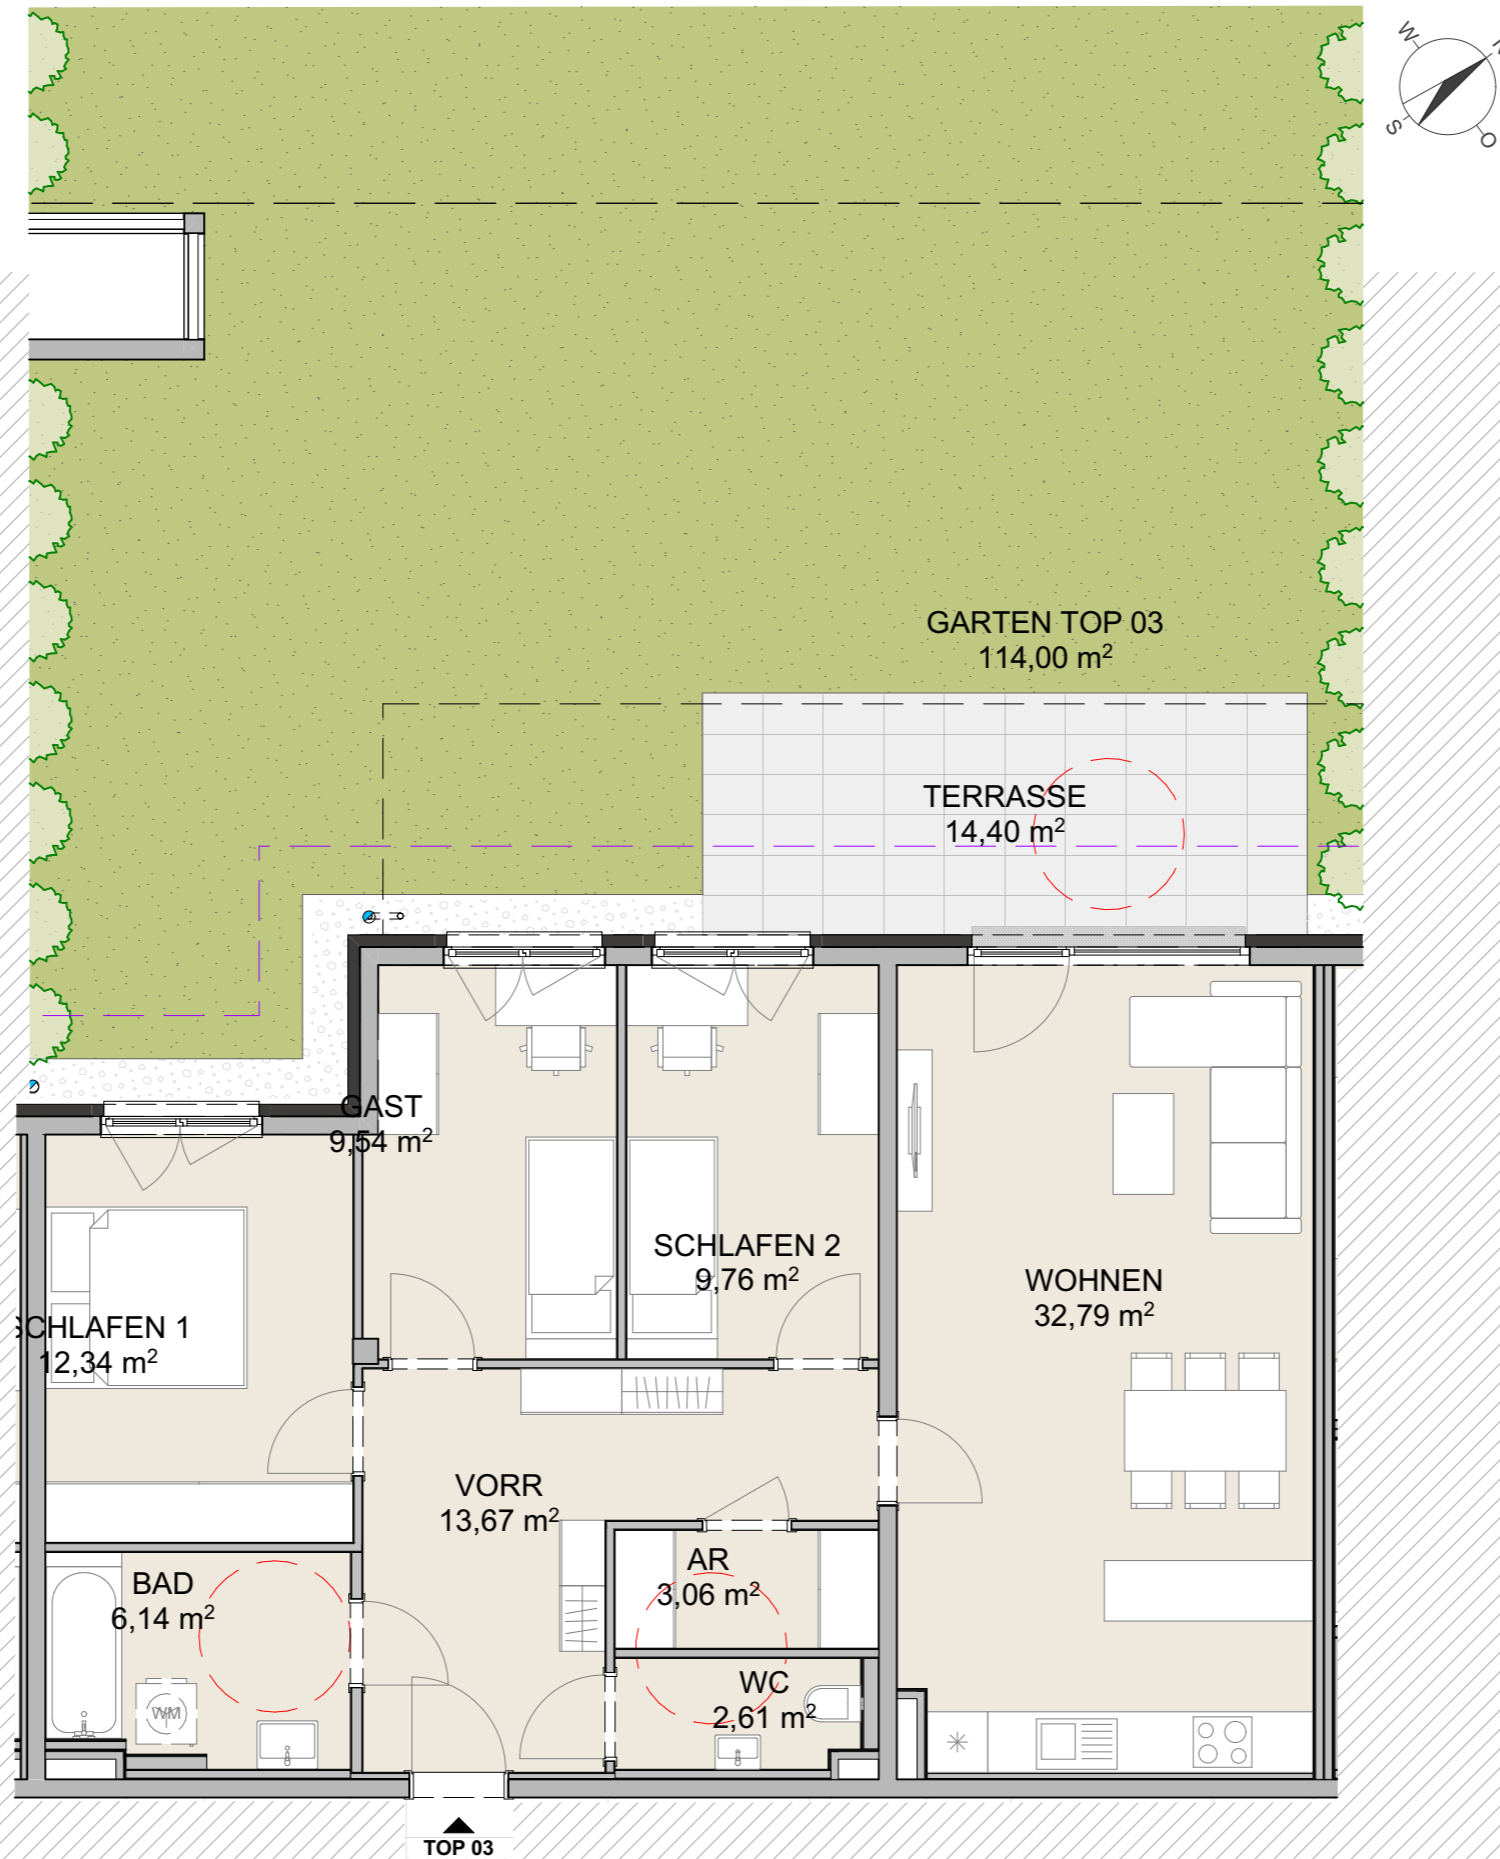 W
N
S
O
GARTEN TOP 03
114,00 m²
TERRASSE
14,40 m²
GAST
9,54 m²
SCHLAFEN 2
9,76 m²
WOHNEN
32,79 m²
SCHLAFEN 1
12,34 m²
VORR
13,67 m²
AR
3,06 m²
BAD
6,14 m²
WC
2,61 m²
WM
TOP 03